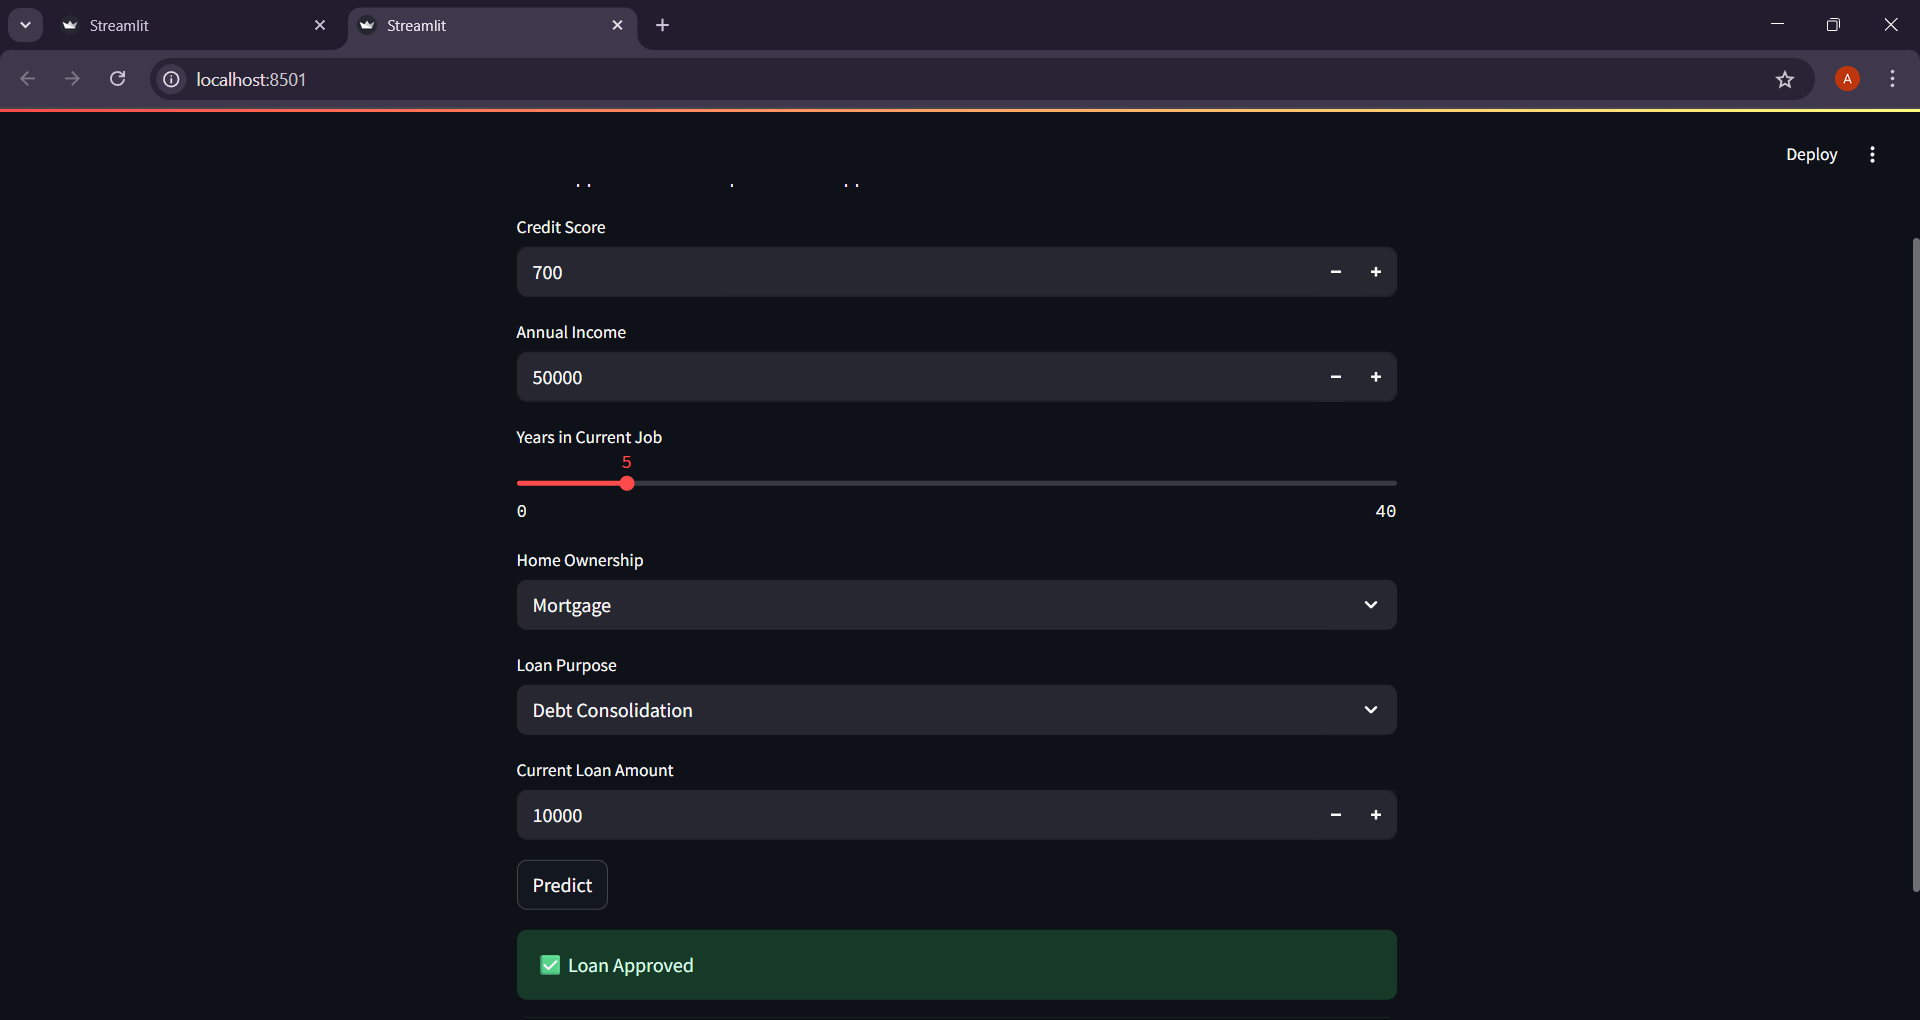 Streamlit
Streamlit
localhost:8501
A
Deploy
Credit Score
700
Annual Income
50000
Years in Current Job
5
0 40
Home Ownership
Mortgage
Loan Purpose
Debt Consolidation
Current Loan Amount
10000
Predict
✅ Loan Approved